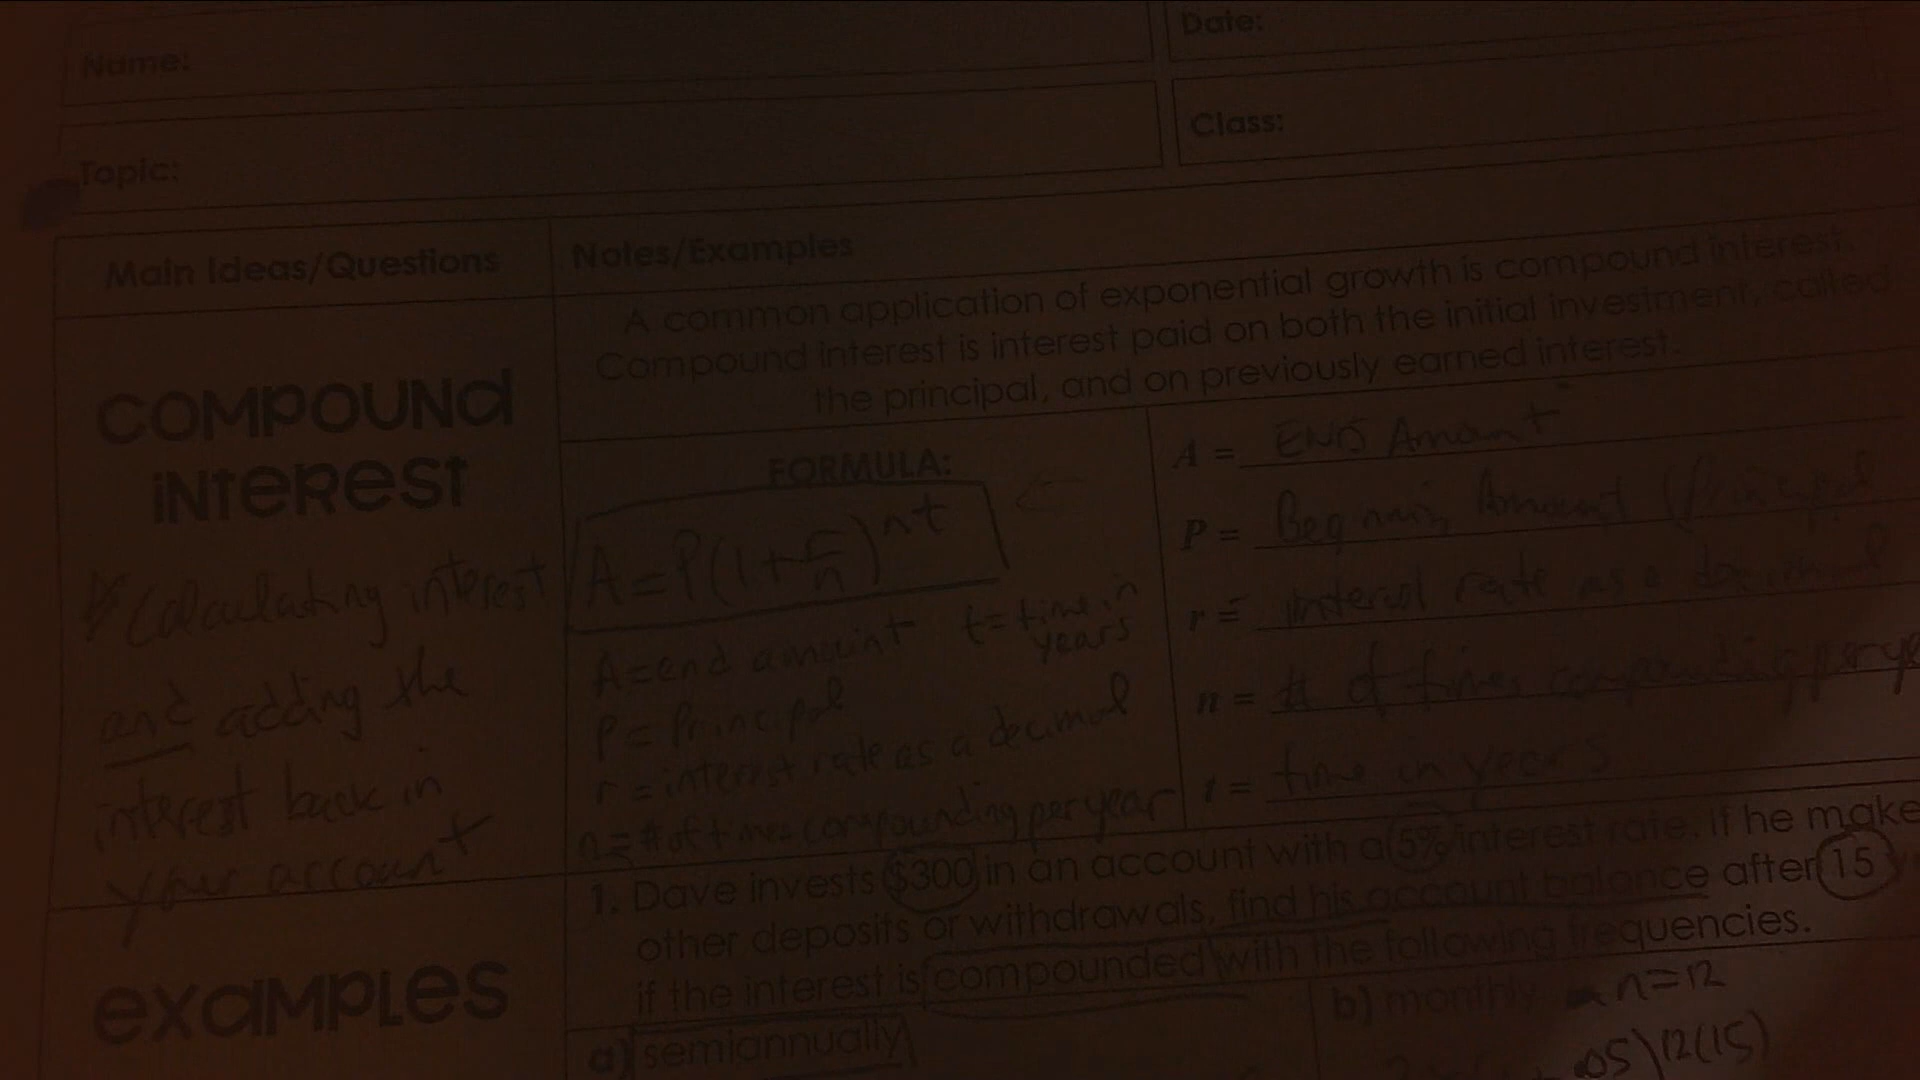 Name:
Date:
Topic:
Class:
Main Ideas/Questions
Notes/Examples
A common application of exponential growth is compound interest.
Compound interest is interest paid on both the initial investment, called
the principal, and on previously earned interest.
COMPOUNd
iNteRest
Calculating interest
and adding the
interest back in
your account
FORMULA:
A=P(1+r/n)^nt
A=end amount t=time in
years
P=Principal
r=interest rate as a decimal
n=# of times compounding per year
A = END Amount
P = Amount (Principal
r = interest rate as a decimal
n = # of times compounding per ye
t = time in years
exaMPLes
1. Dave invests $300 in an account with a 5% interest rate. If he make
other deposits or withdrawals, find his account balance after 15
if the interest is compounded with the following frequencies.
a) semiannually
b) monthly n=12
.05)12(15)